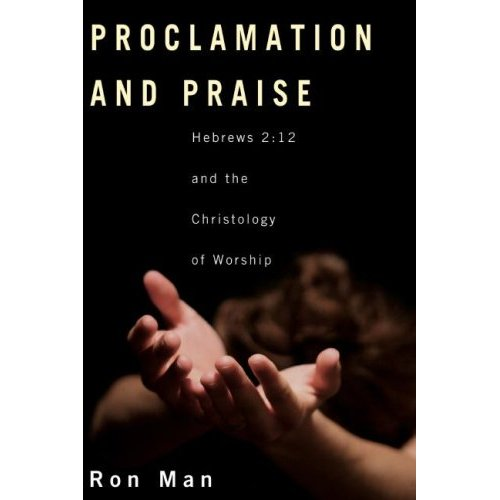 PROCLAMATION
AND PRAISE
Hebrews 2:12
and the
Christology
of Worship
Ron Man